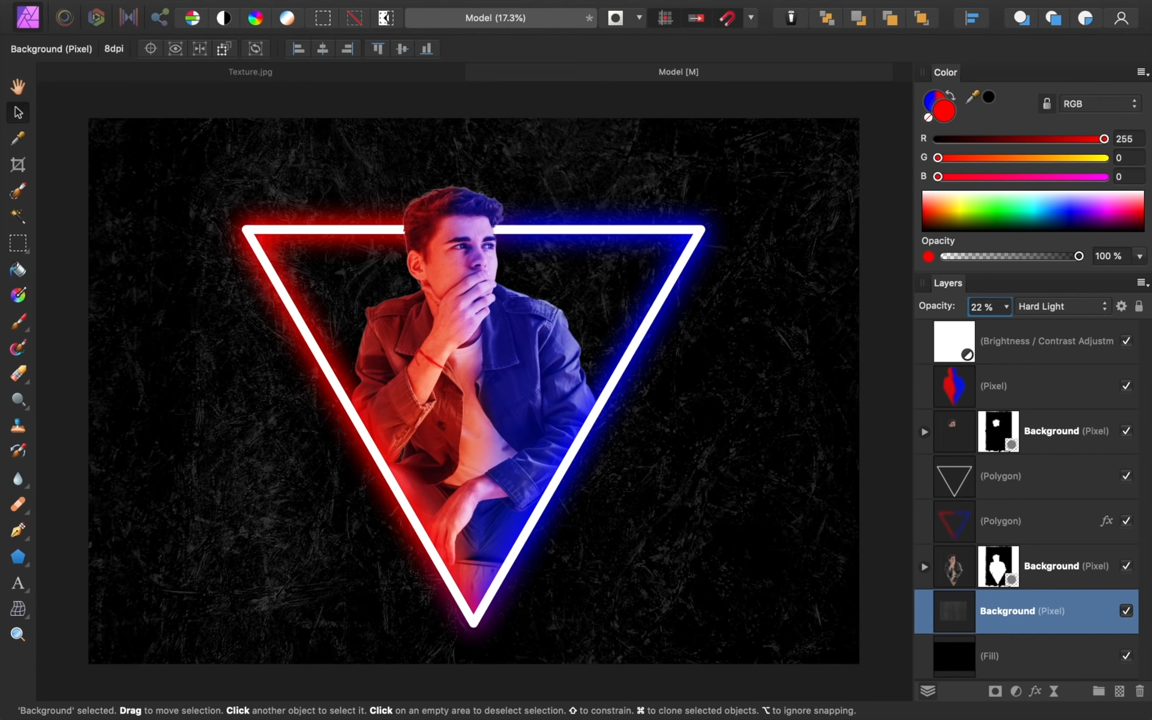 Model (17.3%)
*
Background (Pixel)
8dpi
Texture.jpg
Model [M]
Color
RGB
R
255
G
0
B
0
Opacity
100 %
Layers
Opacity:
22 %
Hard Light
(Brightness / Contrast Adjustm
(Pixel)
Background (Pixel)
(Polygon)
(Polygon)
fx
Background (Pixel)
Background (Pixel)
(Fill)
fx
A
'Background' selected. Drag to move selection. Click another object to select it. Click on an empty area to deselect selection. ⇧ to constrain. ⌘ to clone selected objects. ⌥ to ignore snapping.